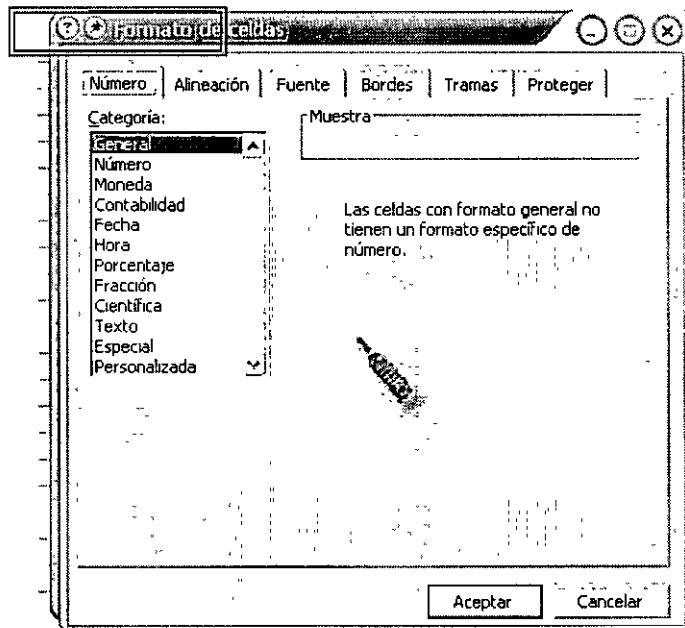 Formato de celdas
Número Alineación Fuente Bordes Tramas Proteger
Categoría:
General
Número
Moneda
Contabilidad
Fecha
Hora
Porcentaje
Fracción
Científica
Texto
Especial
Personalizada
Muestra
Las celdas con formato general no
tienen un formato específico de
número.
Aceptar Cancelar